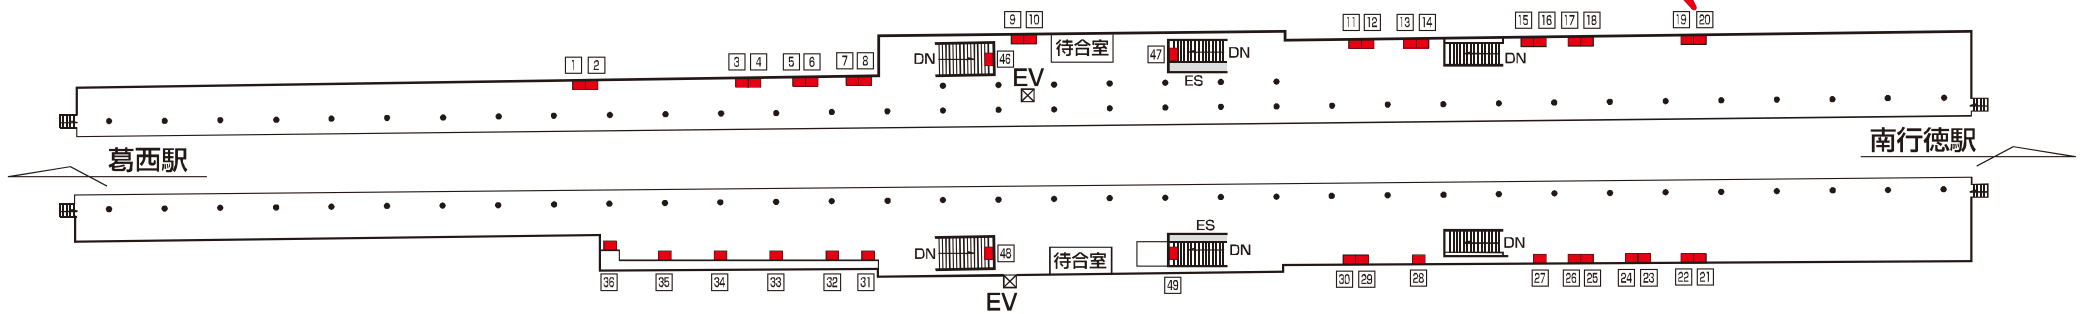 1 2 3 4 5 6 7 8 9 10 11 12 13 14 15 16 17 18 19 20
DN 46 EV 待合室 47 ES DN DN
葛西駅 南行徳駅
ES
DN 48 待合室 DN DN
36 35 34 33 32 31 EV 49 30 29 28 27 26 25 24 23 22 21